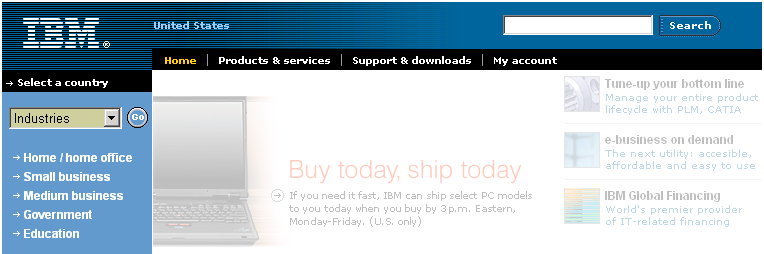 IBM®
United States
Search
Home
Products & services
Support & downloads
My account
Select a country
Industries
Go
Home / home office
Small business
Medium business
Government
Education
Buy today, ship today
If you need it fast, IBM can ship select PC models
to you today when you buy by 3 p.m. Eastern,
Monday-Friday. (U.S. only)
Tune-up your bottom line
Manage your entire product
lifecycle with PLM, CATIA
e-business on demand
The next utility: accesible,
affordable and easy to use
IBM Global Financing
World's premier provider
of IT-related financing